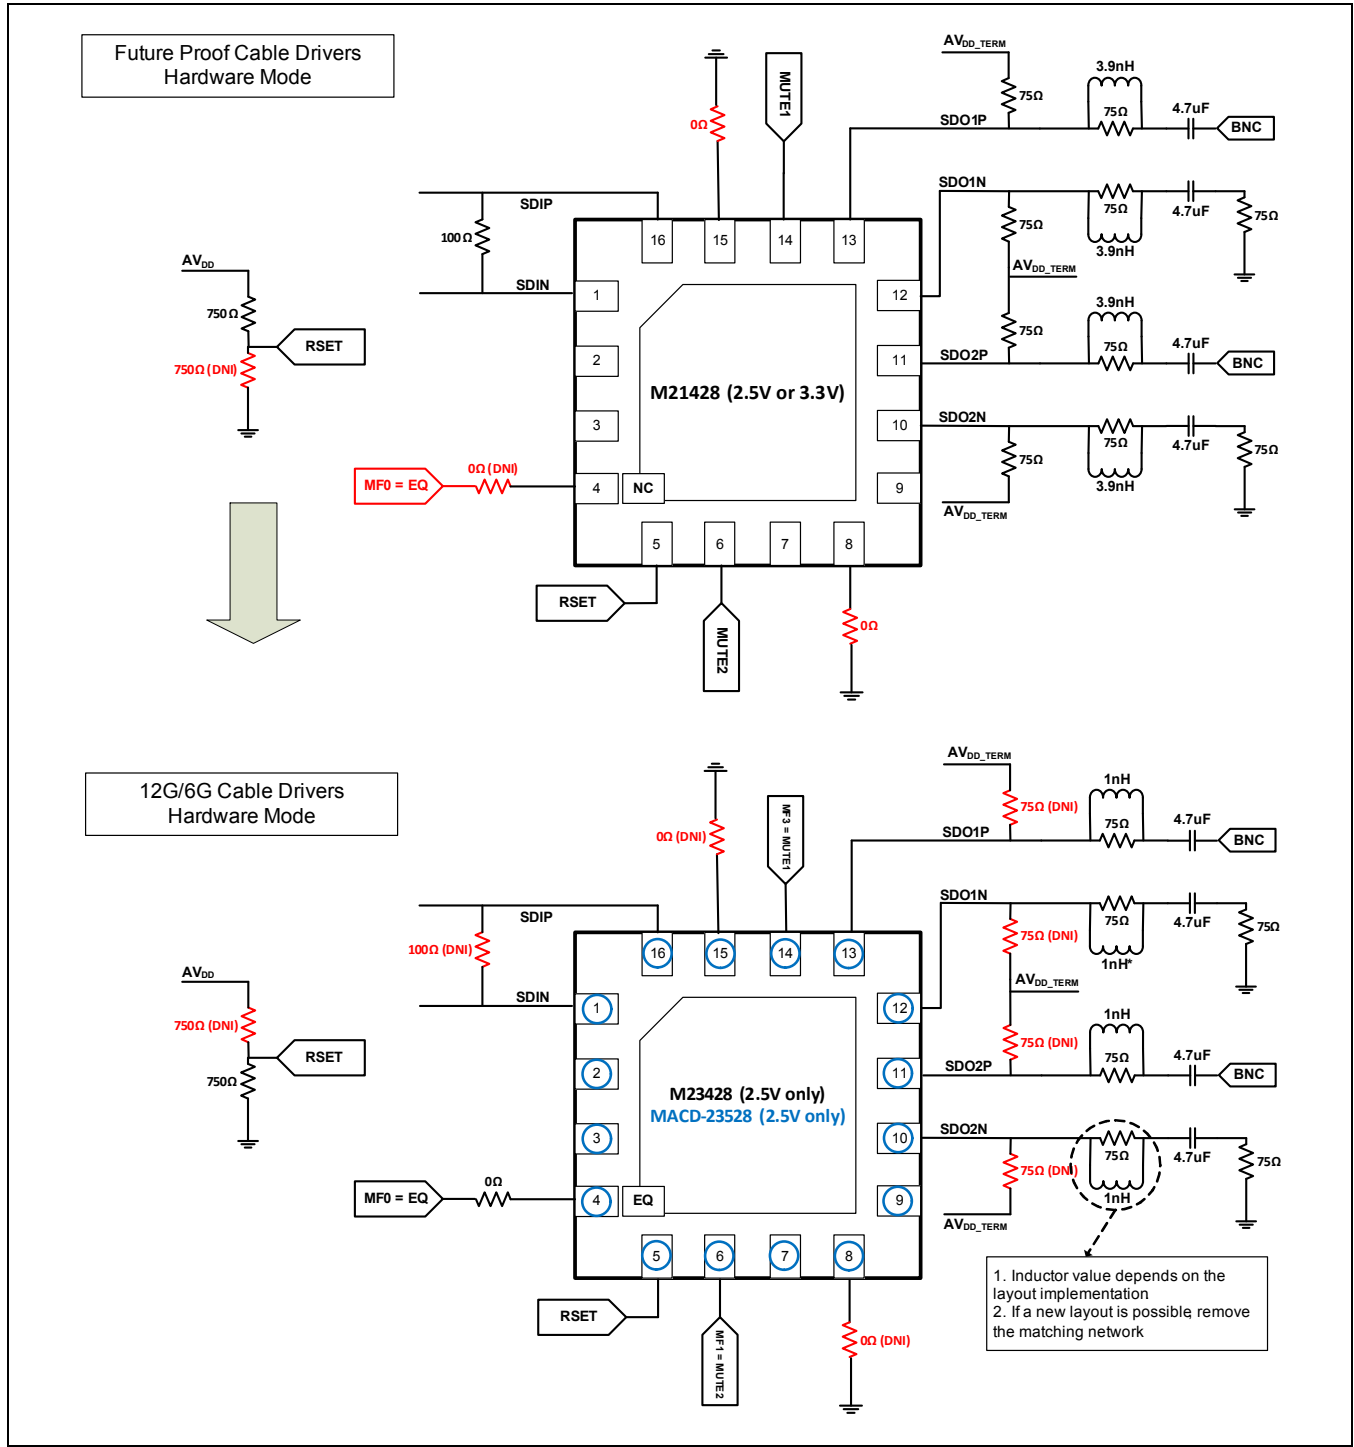 Future Proof Cable Drivers
Hardware Mode
AVDD_TERM
75Ω
3.9nH
75Ω
4.7uF
BNC
SDO1P
MUTE1
0Ω
SDIP
100Ω
SDIN
SDO1N
75Ω
75Ω
3.9nH
4.7uF
75Ω
AVDD_TERM
16
15
14
13
1
2
3
4
12
11
10
9
5
6
7
8
NC
M21428 (2.5V or 3.3V)
AVDD
750Ω
RSET
750Ω (DNI)
75Ω
3.9nH
75Ω
4.7uF
BNC
SDO2P
SDO2N
75Ω
75Ω
3.9nH
4.7uF
75Ω
AVDD_TERM
MF0 = EQ
0Ω (DNI)
RSET
MUTE2
0Ω
12G/6G Cable Drivers
Hardware Mode
AVDD_TERM
75Ω (DNI)
1nH
75Ω
4.7uF
BNC
SDO1P
MF3 = MUTE1
0Ω (DNI)
SDIP
100Ω (DNI)
SDIN
SDO1N
75Ω (DNI)
75Ω
1nH*
4.7uF
75Ω
AVDD_TERM
16
15
14
13
1
2
3
4
12
11
10
9
5
6
7
8
EQ
M23428 (2.5V only)
MACD-23528 (2.5V only)
AVDD
750Ω (DNI)
RSET
750Ω
75Ω (DNI)
1nH
75Ω
4.7uF
BNC
SDO2P
SDO2N
75Ω (DNI)
75Ω
1nH
4.7uF
75Ω
AVDD_TERM
MF0 = EQ
0Ω
RSET
MF1 = MUTE2
0Ω (DNI)
1. Inductor value depends on the
layout implementation
2. If a new layout is possible, remove
the matching network